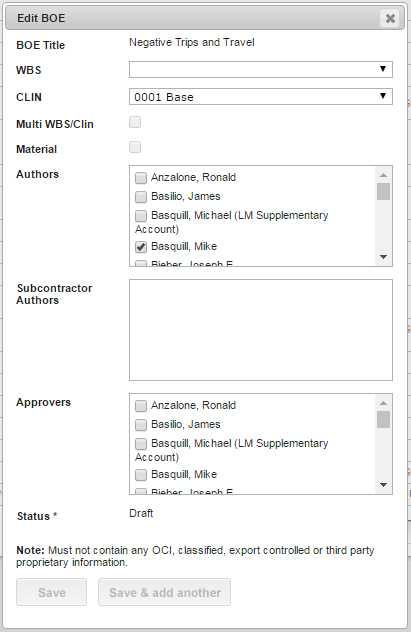 Edit BOE
BOE Title Negative Trips and Travel
WBS
CLIN 0001 Base
Multi WBS/Clin
Material
Authors
Anzalone, Ronald
Basilio, James
Basquill, Michael (LM Supplementary
Account)
Basquill, Mike
Bieber, Joseph F
Subcontractor
Authors
Approvers
Anzalone, Ronald
Basilio, James
Basquill, Michael (LM Supplementary
Account)
Basquill, Mike
Bieber, Joseph F
Status * Draft
Note: Must not contain any OCI, classified, export controlled or third party
proprietary information.
Save Save & add another